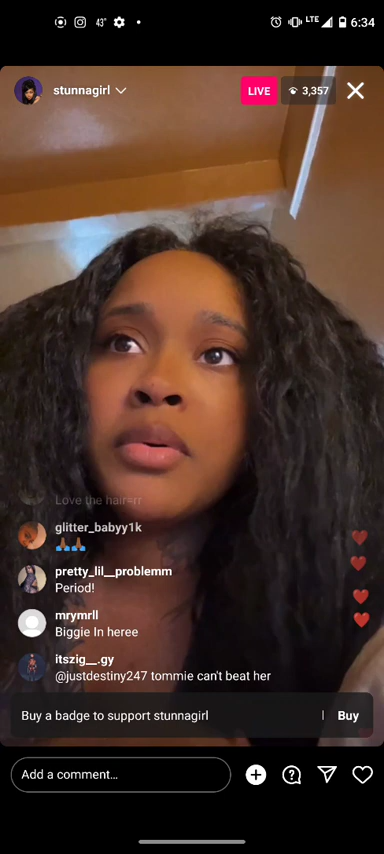 43°
LTE
6:34
stunnagirl
LIVE
3,357
Love the hair
glitter_babyy1k
🙏🏾🙏🏾
pretty_lil__problemm
Period!
mrymrll
Biggie In heree
itszig__.gy
@justdestiny247 tommie can't beat her
Buy a badge to support stunnagirl
Buy
Add a comment...